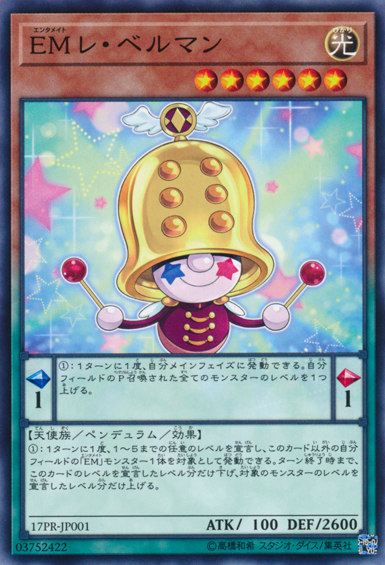 エンタメイト
EMレ・ベルマン
ひかり
光
①:1ターンに1度、自分メインフェイズに発動できる。自分
フィールドのP召喚された全てのモンスターのレベルを1つ
上げる。
1
1
【天使族/ペンデュラム/効果】
①:1ターンに1度、1~5までの任意のレベルを宣言し、このカード以外の自分
フィールドの「EM」モンスター1体を対象として発動できる。ターン終了時まで、
このカードのレベルを宣言したレベル分だけ下げ、対象のモンスターのレベルを
宣言したレベル分だけ上げる。
17PR-JP001
ATK/ 100 DEF/2600
03752422
©高橋和希 スタジオ・ダイス/集英社